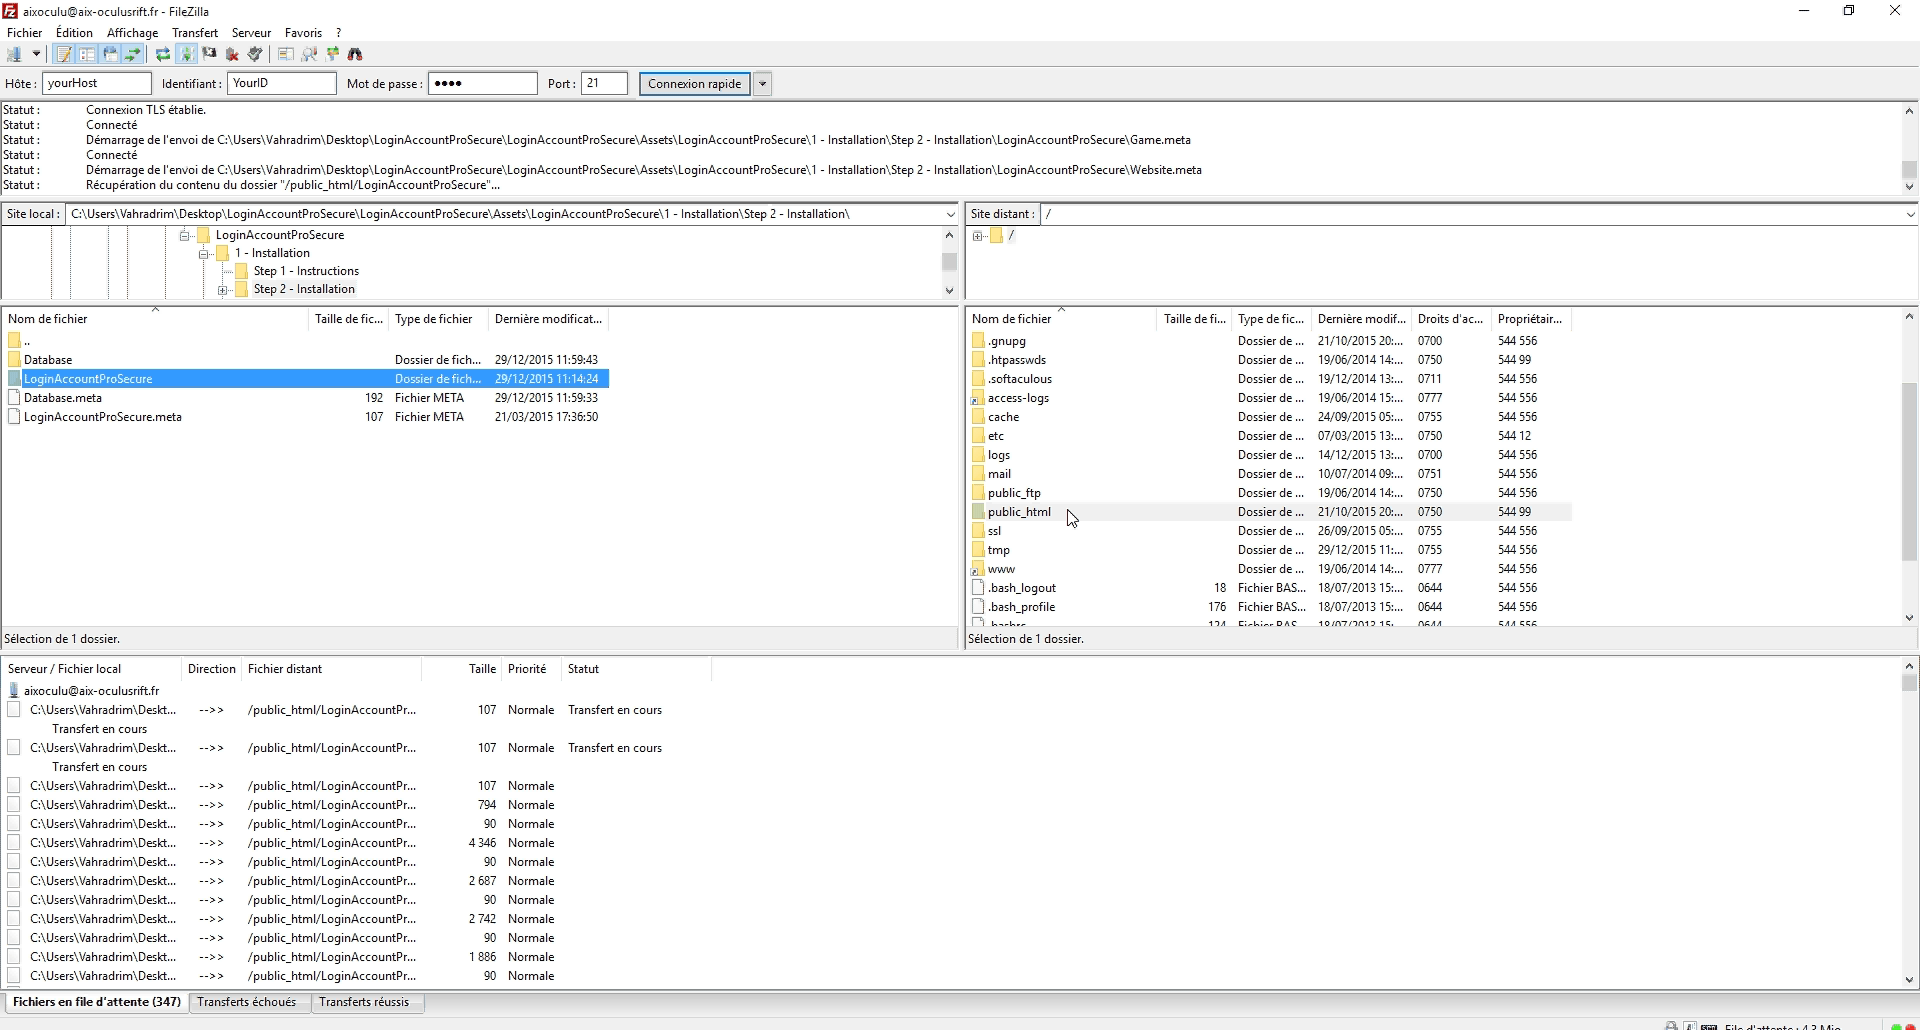 aixoculu@aix-oculusrift.fr - FileZilla
Fichier Édition Affichage Transfert Serveur Favoris ?
Hôte : yourHost Identifiant : YourID Mot de passe : ●●●● Port : 21 Connexion rapide
Statut : Connexion TLS établie.
Statut : Connecté
Statut : Démarrage de l'envoi de C:\Users\Vahradrim\Desktop\LoginAccountProSecure\LoginAccountProSecure\Assets\LoginAccountProSecure\1 - Installation\Step 2 - Installation\LoginAccountProSecure\Game.meta
Statut : Connecté
Statut : Démarrage de l'envoi de C:\Users\Vahradrim\Desktop\LoginAccountProSecure\LoginAccountProSecure\Assets\LoginAccountProSecure\1 - Installation\Step 2 - Installation\LoginAccountProSecure\Website.meta
Statut : Récupération du contenu du dossier "/public_html/LoginAccountProSecure"...
Site local : C:\Users\Vahradrim\Desktop\LoginAccountProSecure\LoginAccountProSecure\Assets\LoginAccountProSecure\1 - Installation\Step 2 - Installation\
LoginAccountProSecure
1 - Installation
Step 1 - Instructions
Step 2 - Installation
Nom de fichier Taille de fic... Type de fichier Dernière modificat...
..
Database Dossier de fich... 29/12/2015 11:59:43
LoginAccountProSecure Dossier de fich... 29/12/2015 11:14:24
Database.meta 192 Fichier META 29/12/2015 11:59:33
LoginAccountProSecure.meta 107 Fichier META 21/03/2015 17:36:50
Sélection de 1 dossier.
Site distant : /
/
Nom de fichier Taille de fi... Type de fic... Dernière modif... Droits d'ac... Propriétair...
.gnupg Dossier de ... 21/10/2015 20:... 0700 544 556
.htpasswds Dossier de ... 19/06/2014 14:... 0750 544 99
.softaculous Dossier de ... 19/12/2014 13:... 0711 544 556
access-logs Dossier de ... 19/06/2014 15:... 0777 544 556
cache Dossier de ... 24/09/2015 05:... 0755 544 556
etc Dossier de ... 07/03/2015 13:... 0750 544 12
logs Dossier de ... 14/12/2015 13:... 0700 544 556
mail Dossier de ... 10/07/2014 09:... 0751 544 556
public_ftp Dossier de ... 19/06/2014 14:... 0750 544 556
public_html Dossier de ... 21/10/2015 20:... 0750 544 99
ssl Dossier de ... 26/09/2015 05:... 0755 544 556
tmp Dossier de ... 29/12/2015 11:... 0755 544 556
www Dossier de ... 19/06/2014 14:... 0777 544 556
.bash_logout 18 Fichier BAS... 18/07/2013 15:... 0644 544 556
.bash_profile 176 Fichier BAS... 18/07/2013 15:... 0644 544 556
.bashrc 124 Fichier BAS... 18/07/2013 15:... 0644 544 556
Sélection de 1 dossier.
Serveur / Fichier local Direction Fichier distant Taille Priorité Statut
aixoculu@aix-oculusrift.fr
C:\Users\Vahradrim\Deskt... -->> /public_html/LoginAccountPr... 107 Normale Transfert en cours
Transfert en cours
C:\Users\Vahradrim\Deskt... -->> /public_html/LoginAccountPr... 107 Normale Transfert en cours
Transfert en cours
C:\Users\Vahradrim\Deskt... -->> /public_html/LoginAccountPr... 107 Normale
C:\Users\Vahradrim\Deskt... -->> /public_html/LoginAccountPr... 794 Normale
C:\Users\Vahradrim\Deskt... -->> /public_html/LoginAccountPr... 90 Normale
C:\Users\Vahradrim\Deskt... -->> /public_html/LoginAccountPr... 4 346 Normale
C:\Users\Vahradrim\Deskt... -->> /public_html/LoginAccountPr... 90 Normale
C:\Users\Vahradrim\Deskt... -->> /public_html/LoginAccountPr... 2 687 Normale
C:\Users\Vahradrim\Deskt... -->> /public_html/LoginAccountPr... 90 Normale
C:\Users\Vahradrim\Deskt... -->> /public_html/LoginAccountPr... 2 742 Normale
C:\Users\Vahradrim\Deskt... -->> /public_html/LoginAccountPr... 90 Normale
C:\Users\Vahradrim\Deskt... -->> /public_html/LoginAccountPr... 1 886 Normale
C:\Users\Vahradrim\Deskt... -->> /public_html/LoginAccountPr... 90 Normale
Fichiers en file d'attente (347) Transferts échoués Transferts réussis
File d'attente : 4,3 Mio